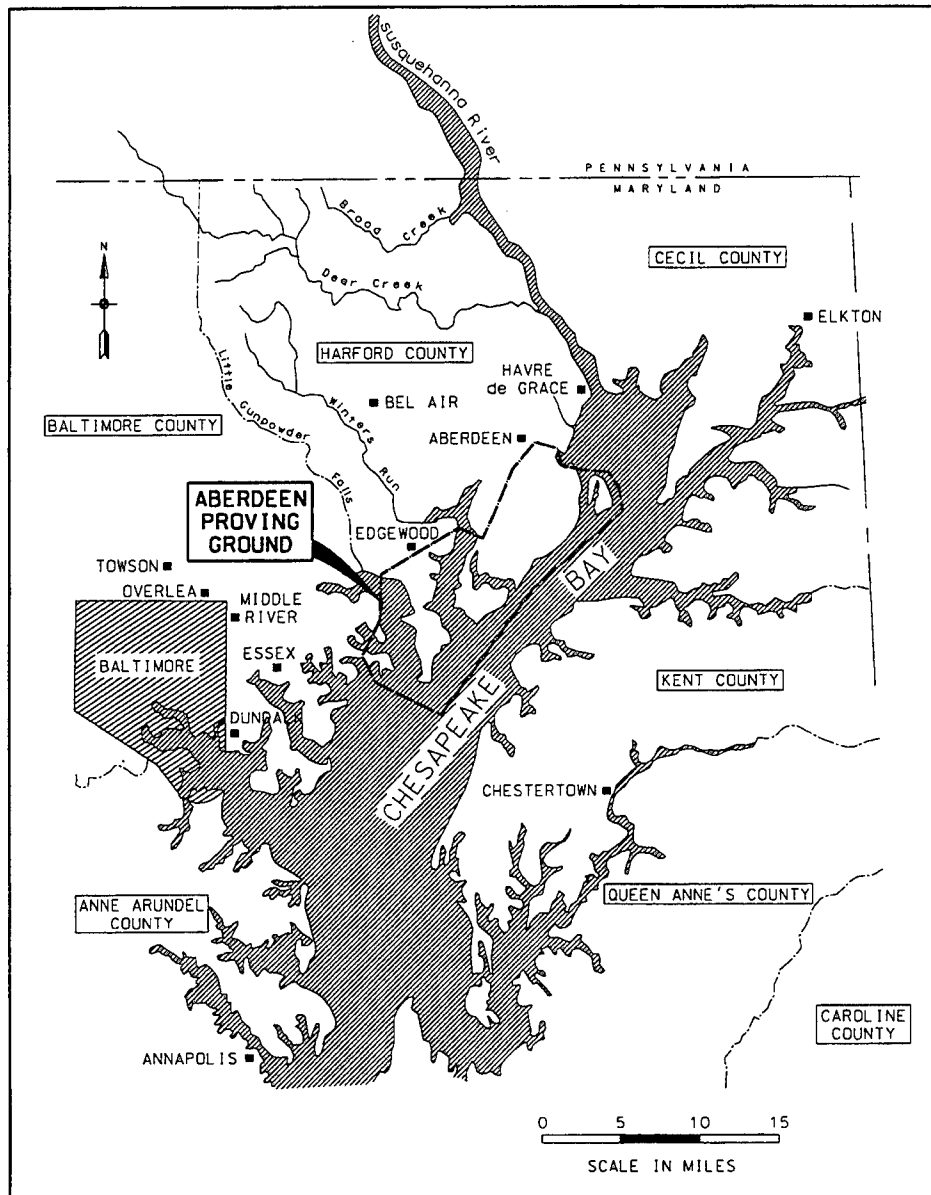 Susquehanna River
PENNSYLVANIA
MARYLAND
Broad Creek
N
CECIL COUNTY
Dear Creek
ELKTON
HARFORD COUNTY
HAVRE
de GRACE
Little Gunpowder Falls
Winters Run
BEL AIR
BALTIMORE COUNTY
ABERDEEN
ABERDEEN
PROVING
GROUND
EDGEWOOD
TOWSON
OVERLEA
MIDDLE
RIVER
CHESAPEAKE BAY
BALTIMORE
ESSEX
KENT COUNTY
DUNDALK
CHESTERTOWN
ANNE ARUNDEL
COUNTY
QUEEN ANNE'S COUNTY
CAROLINE
COUNTY
ANNAPOLIS
0 5 10 15
SCALE IN MILES